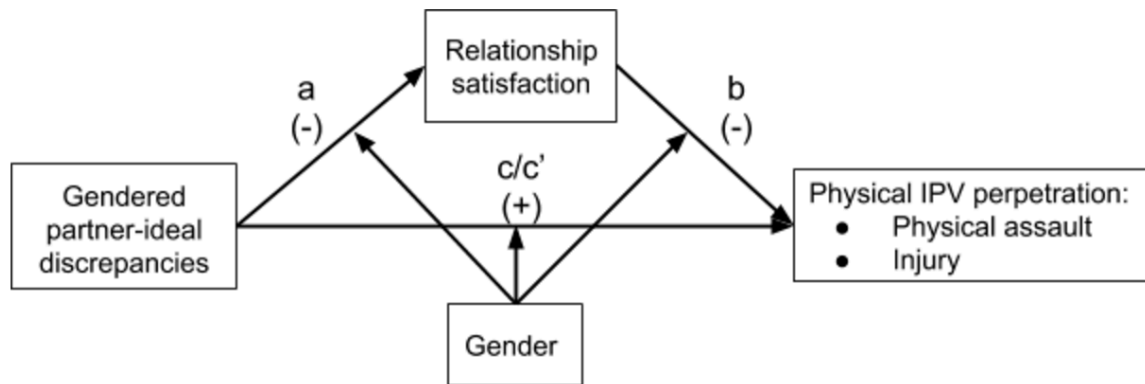 Relationship
satisfaction
a
(-)
b
(-)
c/c’
(+)
Gendered
partner-ideal
discrepancies
Physical IPV perpetration:
● Physical assault
● Injury
Gender